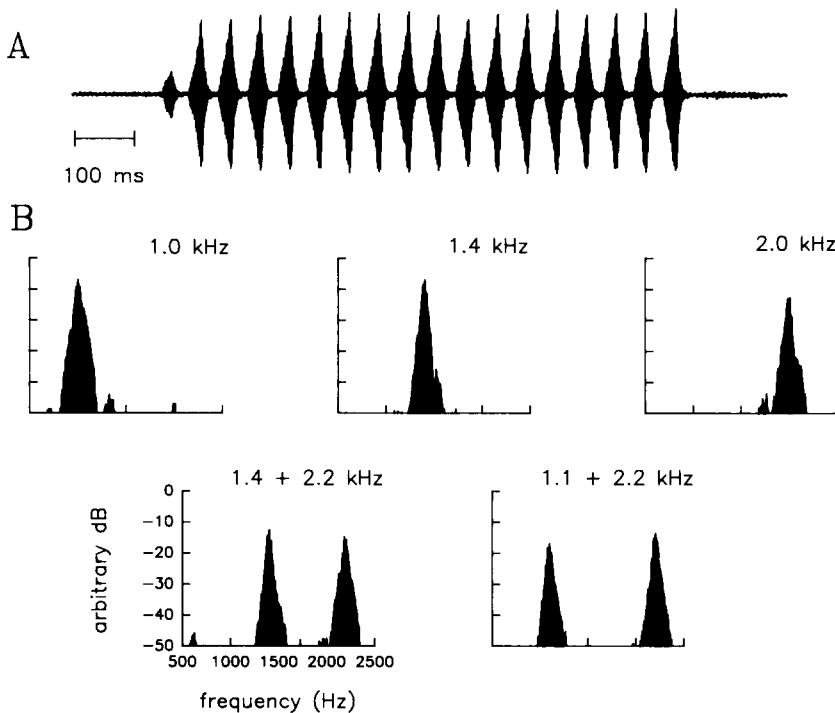 A
100 ms
B
1.0 kHz
1.4 kHz
2.0 kHz
1.4 + 2.2 kHz
1.1 + 2.2 kHz
arbitrary dB
0
-10
-20
-30
-40
-50
500 1000 1500 2000 2500
frequency (Hz)